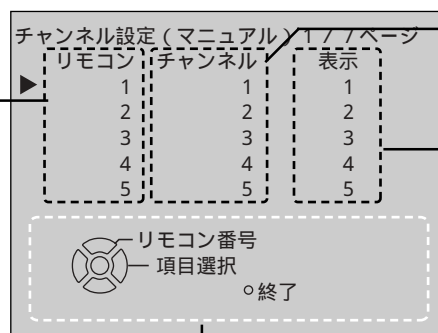 チャンネル設定(マニュアル)1/7ページ
リモコン チャンネル 表示
▶ 1 1 1
2 2 2
3 3 3
4 4 4
5 5 5
リモコン番号
項目選択
○終了